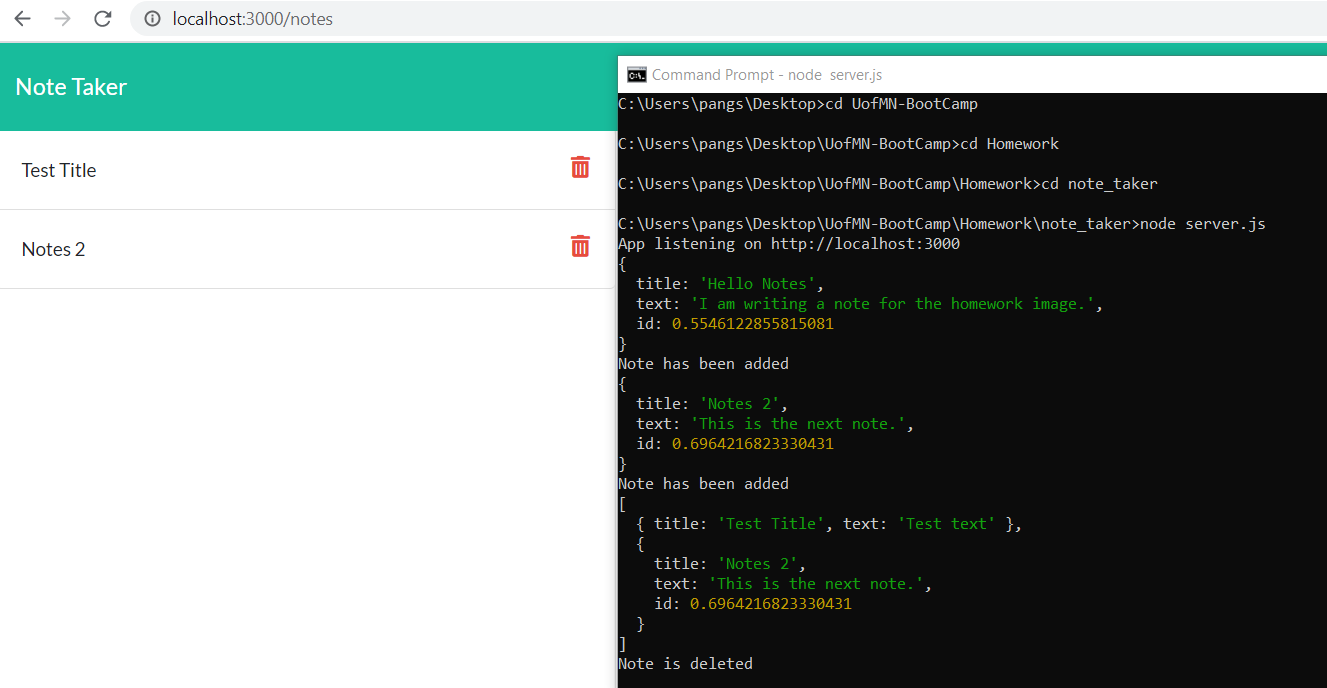 localhost:3000/notes
Note Taker
Test Title
Notes 2
Command Prompt - node  server.js
C:\Users\pangs\Desktop>cd UofMN-BootCamp
C:\Users\pangs\Desktop\UofMN-BootCamp>cd Homework
C:\Users\pangs\Desktop\UofMN-BootCamp\Homework>cd note_taker
C:\Users\pangs\Desktop\UofMN-BootCamp\Homework\note_taker>node server.js
App listening on http://localhost:3000
{
  title: 'Hello Notes',
  text: 'I am writing a note for the homework image.',
  id: 0.5546122855815081
}
Note has been added
{
  title: 'Notes 2',
  text: 'This is the next note.',
  id: 0.6964216823330431
}
Note has been added
[
  { title: 'Test Title', text: 'Test text' },
  {
    title: 'Notes 2',
    text: 'This is the next note.',
    id: 0.6964216823330431
  }
]
Note is deleted